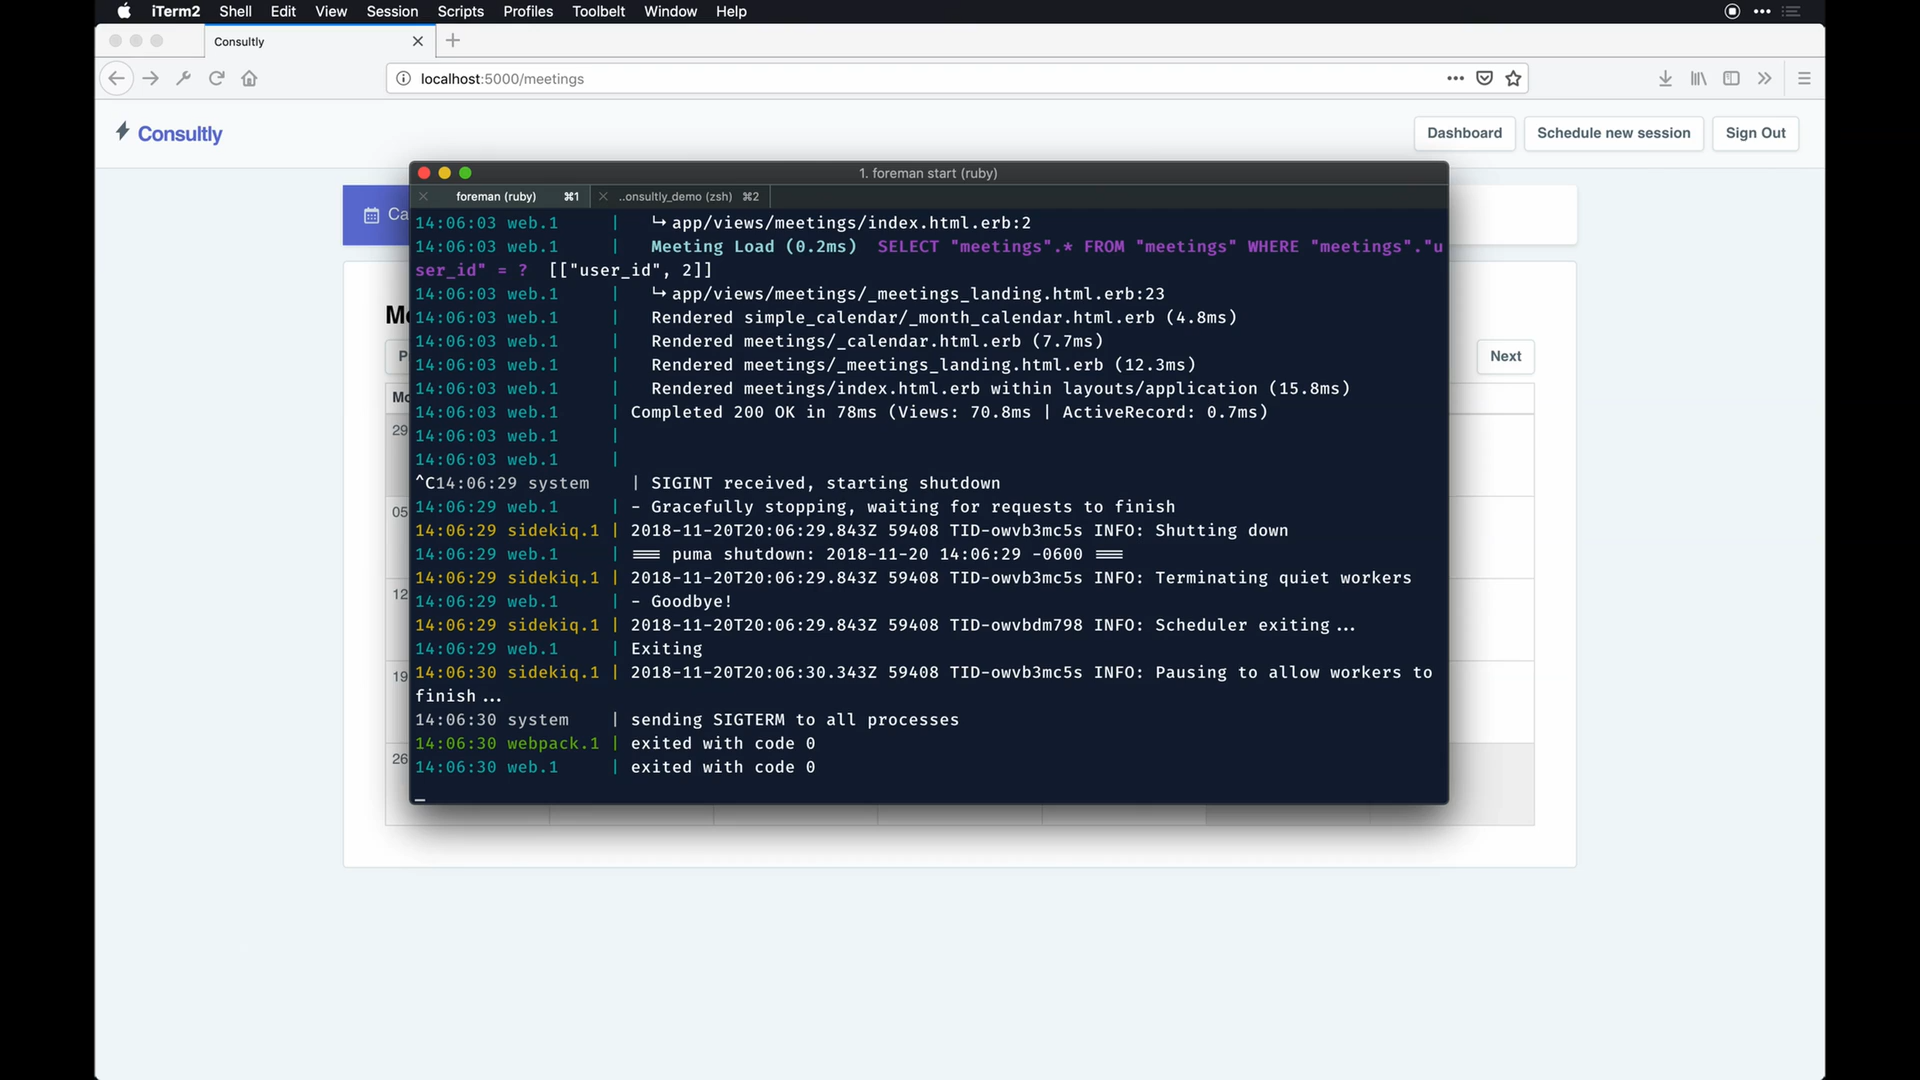 iTerm2 Shell Edit View Session Scripts Profiles Toolbelt Window Help
Consultly
localhost:5000/meetings
Consultly Dashboard Schedule new session Sign Out
1. foreman start (ruby)
foreman (ruby) ⌘1 ..onsultly_demo (zsh) ⌘2
14:06:03 web.1 | ↳ app/views/meetings/index.html.erb:2
14:06:03 web.1 | Meeting Load (0.2ms) SELECT "meetings".* FROM "meetings" WHERE "meetings"."u
ser_id" = ? [["user_id", 2]]
14:06:03 web.1 | ↳ app/views/meetings/_meetings_landing.html.erb:23
14:06:03 web.1 | Rendered simple_calendar/_month_calendar.html.erb (4.8ms)
14:06:03 web.1 | Rendered meetings/_calendar.html.erb (7.7ms)
14:06:03 web.1 | Rendered meetings/_meetings_landing.html.erb (12.3ms)
14:06:03 web.1 | Rendered meetings/index.html.erb within layouts/application (15.8ms)
14:06:03 web.1 | Completed 200 OK in 78ms (Views: 70.8ms | ActiveRecord: 0.7ms)
14:06:03 web.1 |
14:06:03 web.1 |
^C14:06:29 system | SIGINT received, starting shutdown
14:06:29 web.1 | - Gracefully stopping, waiting for requests to finish
14:06:29 sidekiq.1 | 2018-11-20T20:06:29.843Z 59408 TID-owvb3mc5s INFO: Shutting down
14:06:29 web.1 | === puma shutdown: 2018-11-20 14:06:29 -0600 ===
14:06:29 sidekiq.1 | 2018-11-20T20:06:29.843Z 59408 TID-owvb3mc5s INFO: Terminating quiet workers
14:06:29 web.1 | - Goodbye!
14:06:29 sidekiq.1 | 2018-11-20T20:06:29.843Z 59408 TID-owvbdm798 INFO: Scheduler exiting...
14:06:29 web.1 | Exiting
14:06:30 sidekiq.1 | 2018-11-20T20:06:30.343Z 59408 TID-owvb3mc5s INFO: Pausing to allow workers to
finish...
14:06:30 system | sending SIGTERM to all processes
14:06:30 webpack.1 | exited with code 0
14:06:30 web.1 | exited with code 0
Next
29
05
12
19
26